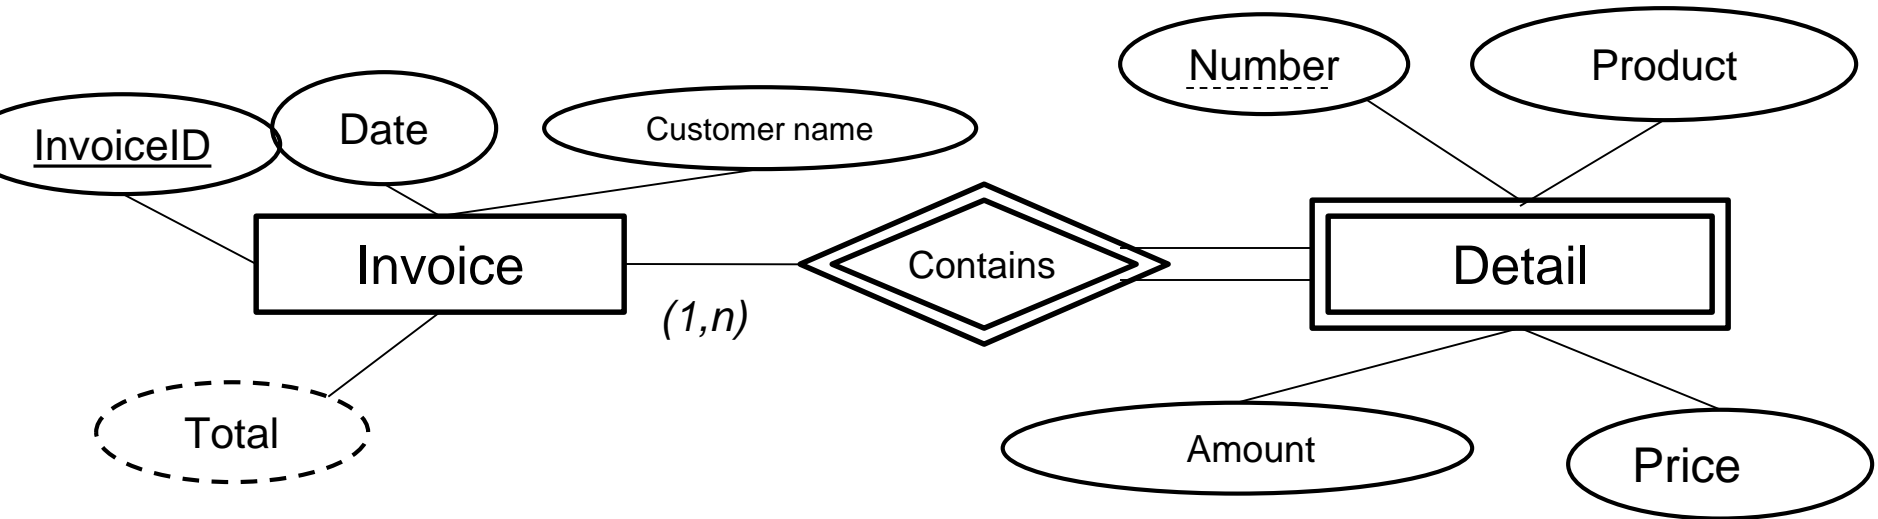 Number
Product
InvoiceID
Date
Customer name
Invoice
Contains
Detail
(1,n)
Total
Amount
Price